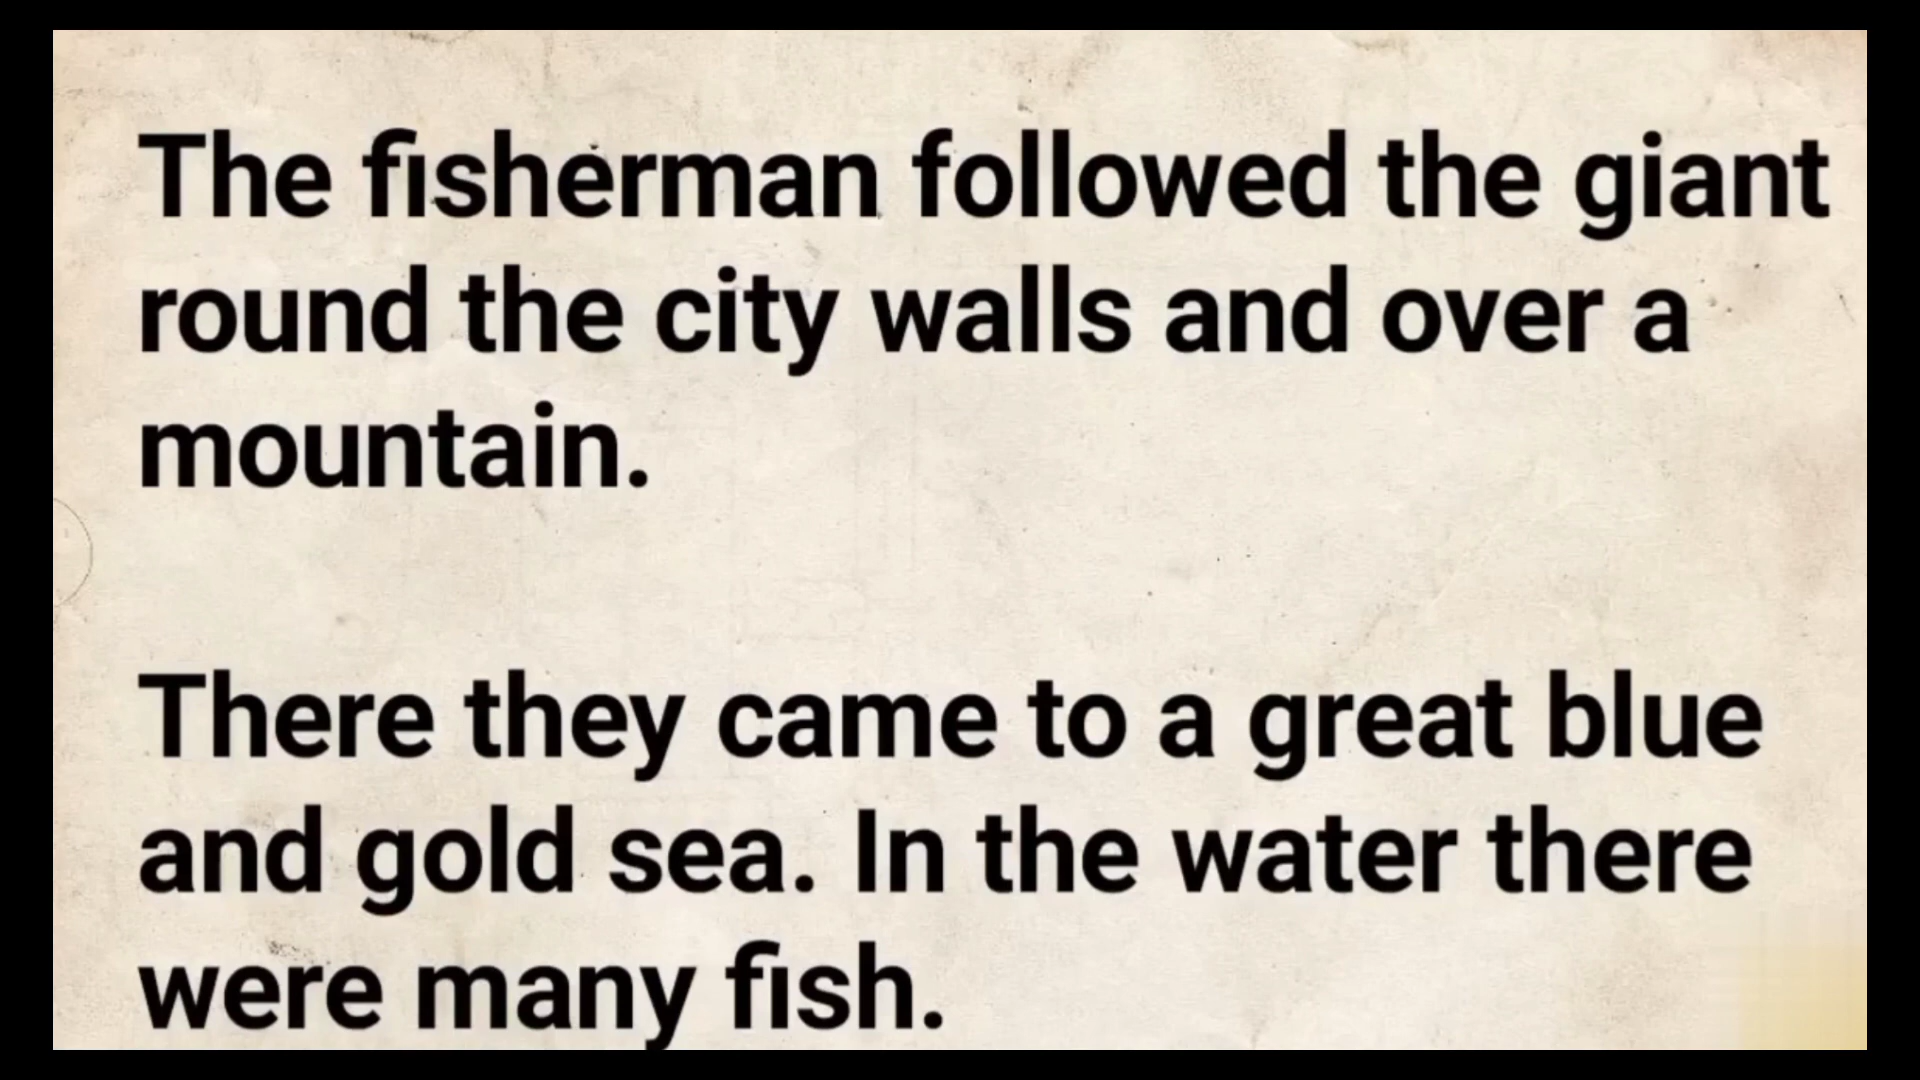 The fisherman followed the giant
round the city walls and over a
mountain.
There they came to a great blue
and gold sea. In the water there
were many fish.